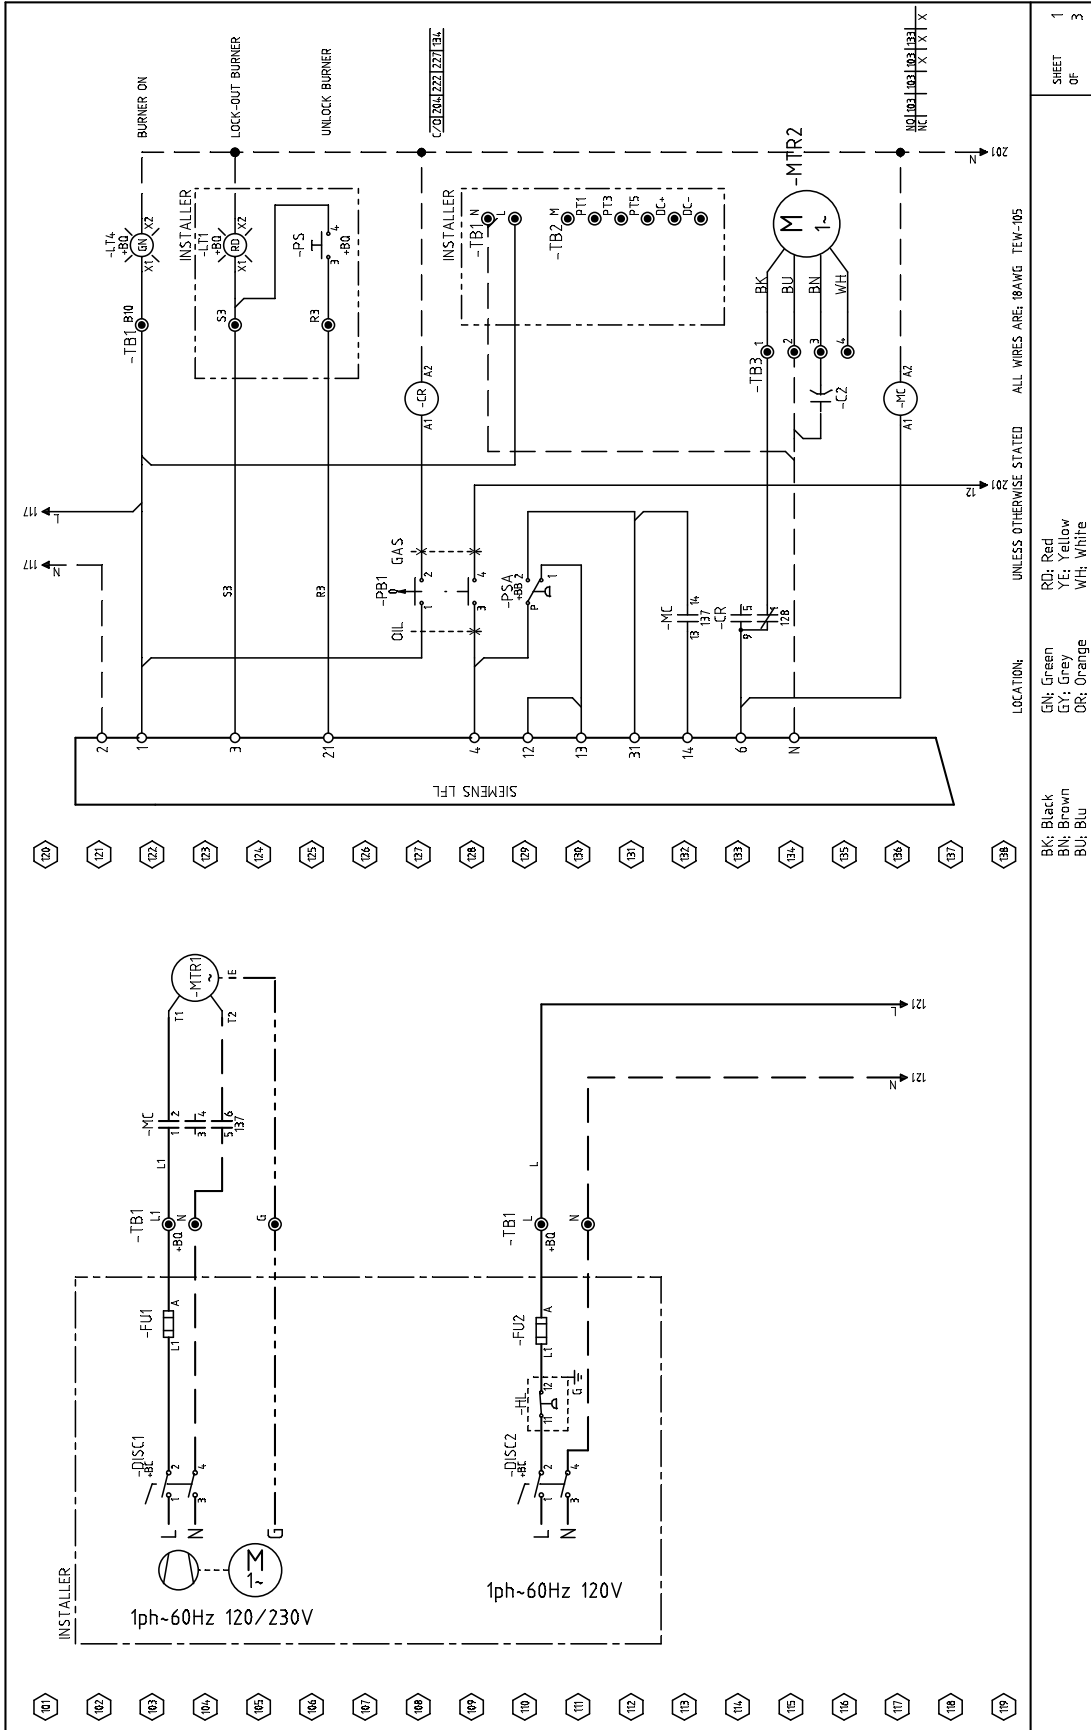 BURNER ON
LOCK-OUT BURNER
UNLOCK BURNER
C/O 204 222 227 134
NO 103 103 103 133 X
NC X X X
SHEET 1
OF 3
-LT4
+BQ
GN
X1 X2
INSTALLER
-LT1
+BQ
RD
X1 X2
-PS
+BQ
3 4
-TB1 B10
S3
R3
-CR
A1 A2
INSTALLER
-TB1 N
L
-TB2 M
PT1
PT3
PT5
DC+
DC-
-MTR2
M
1~
BK
BU
BN
WH
-TB3 1
2
3
4
-C2
-MC
A1 A2
N 201
12 201
L 117
N 117
S3
R3
-PB1
0
OIL GAS
1 2
3 4
-PSA
+BB 2
P 1
-MC
13 14
137
-CR
9 5
1
128
2
1
3
21
4
12
13
31
14
6
N
SIEMENS LFL
120
121
122
123
124
125
126
127
128
129
130
131
132
133
134
135
136
137
138
LOCATION:
UNLESS OTHERWISE STATED ALL WIRES ARE: 18AWG TEW-105
BK: Black GN: Green RD: Red
BN: Brown GY: Grey YE: Yellow
BU: Blu OR: Orange WH: White
INSTALLER
M
1~
1ph~60Hz 120/230V
L
N
G
-DISC1
+BC
1 2
3 4
-FU1
L1 A
-TB1
L1
+BQ
N
G
L1
-MC
1 2
3 4
5 6
137
T1
T2
-MTR1
~
E
1ph~60Hz 120V
L
N
-DISC2
+BC
1 2
3 4
-HL
11 12
G
-FU2
L1 A
-TB1
L
+BQ
N
L
L 121
N 121
101
102
103
104
105
106
107
108
109
110
111
112
113
114
115
116
117
118
119